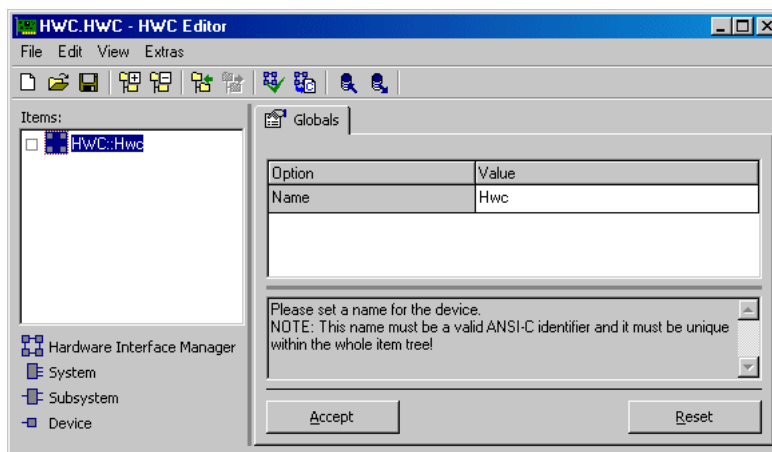 HWC.HWC - HWC Editor
File Edit View Extras
Items:
HWC::Hwc
Globals
Option Value
Name Hwc
Please set a name for the device.
NOTE: This name must be a valid ANSI-C identifier and it must be unique
within the whole item tree!
Hardware Interface Manager
System
Subsystem
Device
Accept Reset